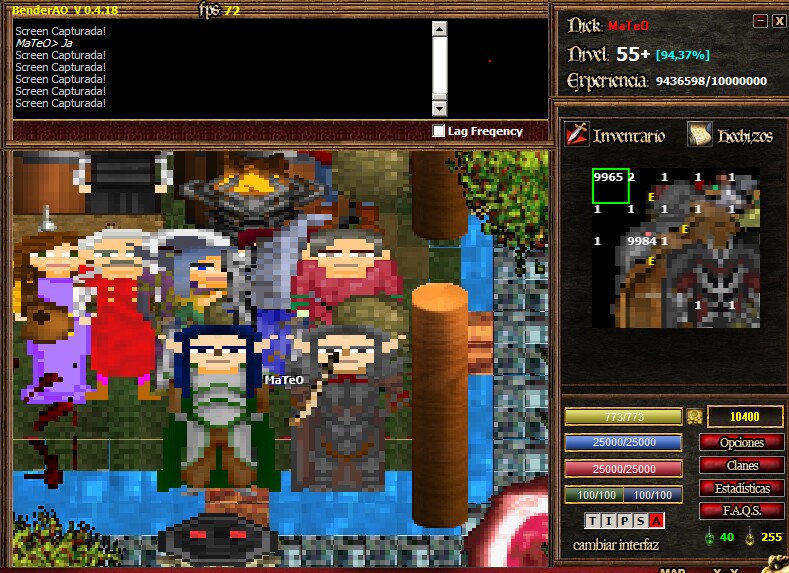 BenderAO V 0.4.18
fps 72
Screen Capturada!
MaTeO> Ja
Screen Capturada!
Screen Capturada!
Screen Capturada!
Screen Capturada!
Screen Capturada!
Lag Freqency
Nick: MaTeO
Nivel: 55+ [94,37%]
Experiencia: 9436598/10000000
Inventario
Hechizos
9965 2 1 1 1
E
1 1 1 1 1
E
1 9984 1
E
1 1
MaTeO
773/773
10400
25000/25000
Opciones
25000/25000
Clanes
100/100 100/100
Estadísticas
T I P S A
F.A.Q.S.
cambiar interfaz
40 255